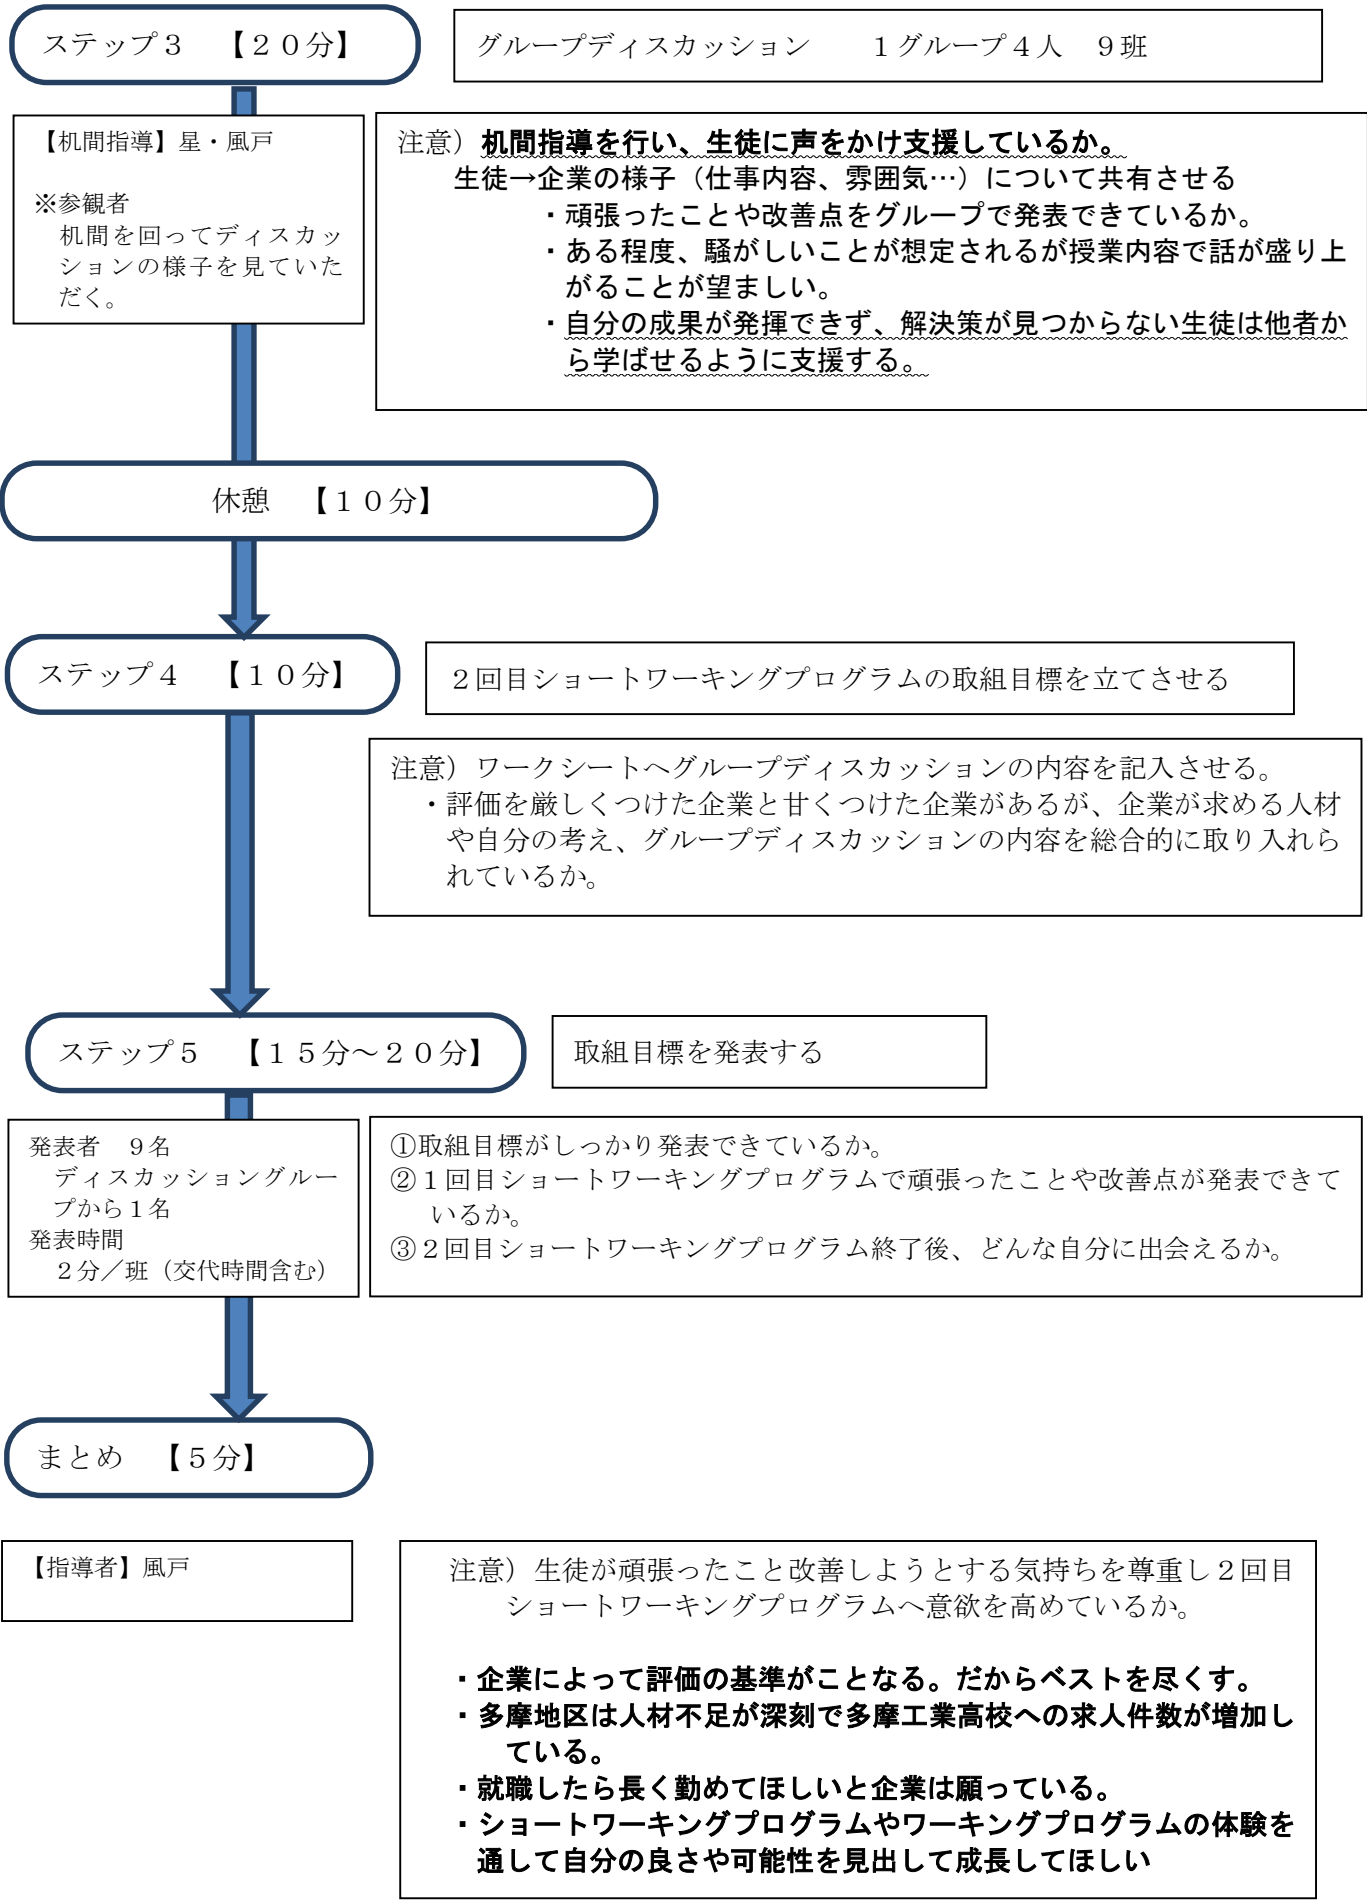 ステップ３　【２０分】
グループディスカッション　　１グループ４人　９班
【机間指導】星・風戸
※参観者
机間を回ってディスカッ
ションの様子を見ていた
だく。
注意）机間指導を行い、生徒に声をかけ支援しているか。
生徒→企業の様子（仕事内容、雰囲気…）について共有させる
・頑張ったことや改善点をグループで発表できているか。
・ある程度、騒がしいことが想定されるが授業内容で話が盛り上
がることが望ましい。
・自分の成果が発揮できず、解決策が見つからない生徒は他者か
ら学ばせるように支援する。
休憩　【１０分】
ステップ４　【１０分】
２回目ショートワーキングプログラムの取組目標を立てさせる
注意）ワークシートへグループディスカッションの内容を記入させる。
・評価を厳しくつけた企業と甘くつけた企業があるが、企業が求める人材
や自分の考え、グループディスカッションの内容を総合的に取り入れら
れているか。
ステップ５　【１５分～２０分】
取組目標を発表する
発表者　９名
ディスカッショングルー
プから１名
発表時間
２分／班（交代時間含む）
①取組目標がしっかり発表できているか。
②１回目ショートワーキングプログラムで頑張ったことや改善点が発表できて
いるか。
③２回目ショートワーキングプログラム終了後、どんな自分に出会えるか。
まとめ　【５分】
【指導者】風戸
注意）生徒が頑張ったこと改善しようとする気持ちを尊重し２回目
ショートワーキングプログラムへ意欲を高めているか。
・企業によって評価の基準がことなる。だからベストを尽くす。
・多摩地区は人材不足が深刻で多摩工業高校への求人件数が増加し
ている。
・就職したら長く勤めてほしいと企業は願っている。
・ショートワーキングプログラムやワーキングプログラムの体験を
通して自分の良さや可能性を見出して成長してほしい